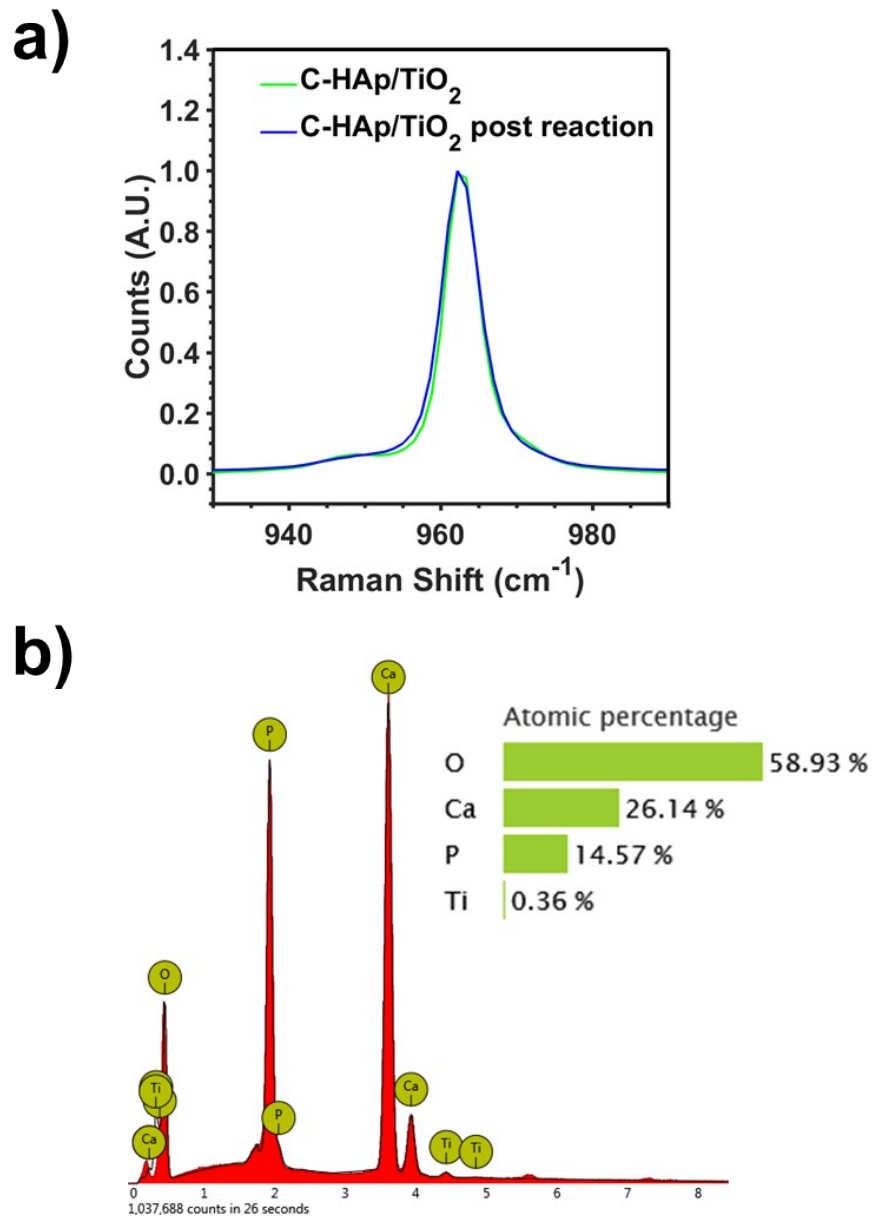 a)
1.4
1.2
1.0
0.8
0.6
0.4
0.2
0.0
Counts (A.U.)
C-HAp/TiO2
C-HAp/TiO2 post reaction
940 960 980
Raman Shift (cm-1)
b)
Ca
P
O
Ti
Ca
P
Ca
Ti
Ti
Atomic percentage
O 58.93 %
Ca 26.14 %
P 14.57 %
Ti 0.36 %
0 1 2 3 4 5 6 7 8
1,037,688 counts in 26 seconds